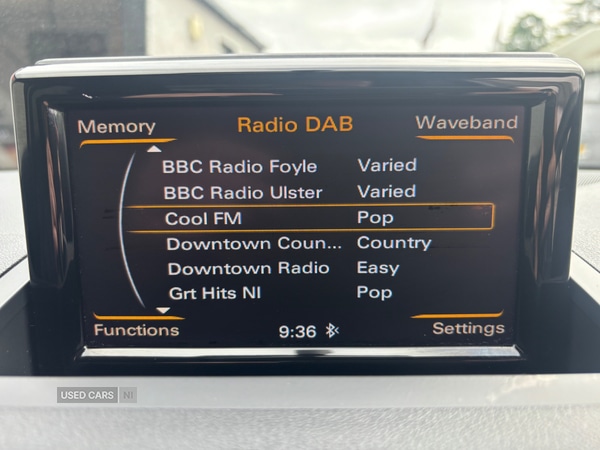 Memory Radio DAB Waveband
BBC Radio Foyle Varied
BBC Radio Ulster Varied
Cool FM Pop
Downtown Coun... Country
Downtown Radio Easy
Grt Hits NI Pop
Functions 9:36 Settings
USED CARS NI